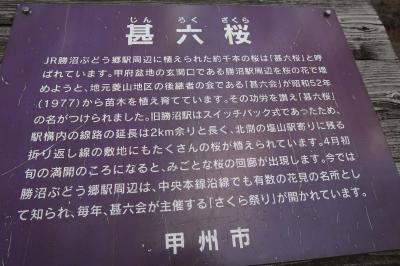 じん ろく ざくら
甚六桜
JR勝沼ぶどう郷駅周辺に植えられた約千本の桜は「甚六桜」と呼
ばれています。甲府盆地の玄関口である勝沼駅周辺を桜の花で埋
めようと、地元菱山地区の後継者の会である「甚六会」が昭和52年
(1977)から苗木を植え育てています。その功労を讃え「甚六桜」
の名がつけられました。旧勝沼駅はスイッチバック式であったため、
駅構内の線路の延長は2km余りと長く、北側の塩山駅寄りに残る
折り返し線の敷地にもたくさんの桜が植えられています。4月初
旬の満開のころになると、みごとな桜の回廊が出現します。今では
勝沼ぶどう郷駅周辺は、中央本線沿線でも有数の花見の名所とし
て知られ、毎年、甚六会が主催する「さくら祭り」が開かれています。
甲州市